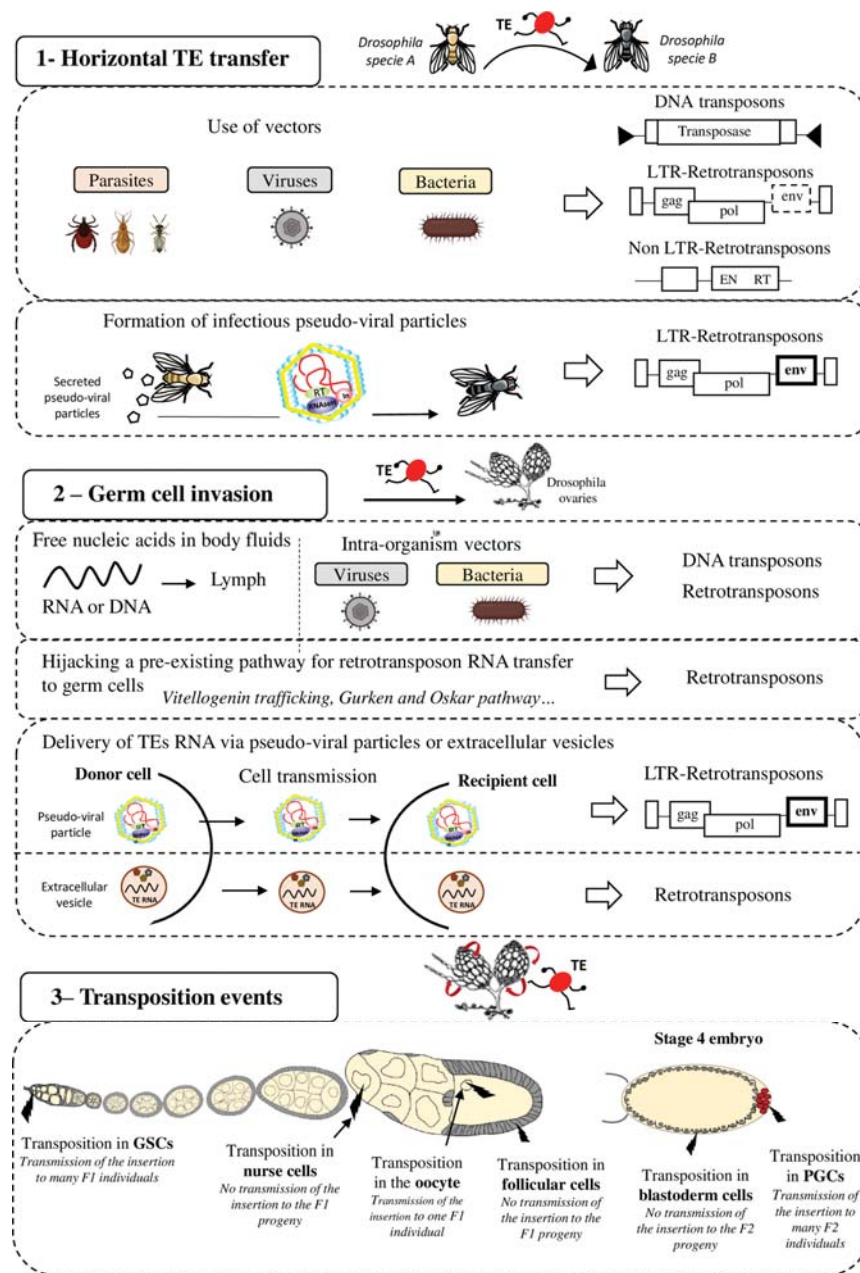 TE
Drosophila
specie A
Drosophila
specie B
1- Horizontal TE transfer
Use of vectors
Parasites
Viruses
Bacteria
DNA transposons
Transposase
LTR-Retrotransposons
gag
pol
env
Non LTR-Retrotransposons
EN RT
Formation of infectious pseudo-viral particles
Secreted
pseudo-viral
particles
RT
RNAseH
In
LTR-Retrotransposons
gag
pol
env
2 – Germ cell invasion
TE
Drosophila
ovaries
Free nucleic acids in body fluids
RNA or DNA
Lymph
Intra-organism vectors
Viruses
Bacteria
DNA transposons
Retrotransposons
Hijacking a pre-existing pathway for retrotransposon RNA transfer
to germ cells
Vitellogenin trafficking, Gurken and Oskar pathway…
Retrotransposons
Delivery of TEs RNA via pseudo-viral particles or extracellular vesicles
Donor cell
Cell transmission
Recipient cell
Pseudo-viral
particle
RT
RT
RT
LTR-Retrotransposons
gag
pol
env
Extracellular
vesicle
TE RNA
TE RNA
TE RNA
Retrotransposons
3– Transposition events
TE
Stage 4 embryo
Transposition in GSCs
Transmission of the insertion
to many F1 individuals
Transposition in
nurse cells
No transmission of the
insertion to the F1
progeny
Transposition
in the oocyte
Transmission of the
insertion to one F1
individual
Transposition in
follicular cells
No transmission of
the insertion to the
F1 progeny
Transposition in
blastoderm cells
No transmission of
the insertion to the F2
progeny
Transposition
in PGCs
Transmission of
the insertion to
many F2
individuals